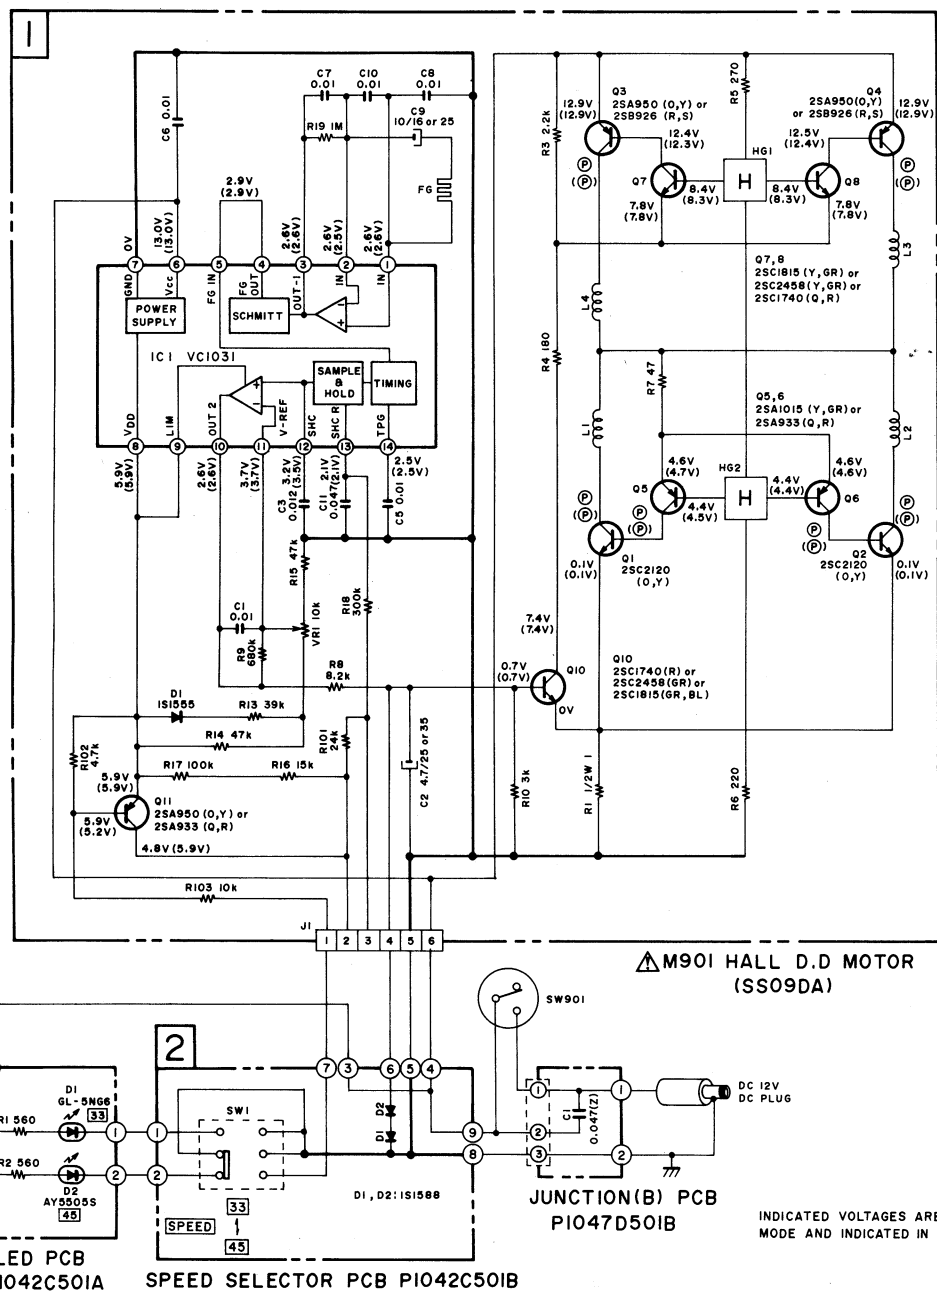 1
C7
0.01
C10
0.01
C8
0.01
C9
10/16 or 25
R19 1M
C6 0.01
FG
2.9V
(2.9V)
0V
13.0V
(13.0V)
2.6V
(2.6V)
2.6V
(2.5V)
2.6V
(2.6V)
7
6
5
4
3
2
1
GND
Vcc
FG IN
FG
OUT
OUT-1
IN
IN
POWER
SUPPLY
SCHMITT
IC1 VC1031
SAMPLE
&
HOLD
TIMING
VDD
LIM
OUT 2
V-REF
SHC
SHC R
TPG
8
9
10
11
12
13
14
5.9V
(5.9V)
2.6V
(2.6V)
3.7V
(3.7V)
3.2V
(3.5V)
2.1V
(2.1V)
2.5V
(2.5V)
C3
0.012
C11
0.047
C5 0.01
R15 47k
R18
300k
VR1 10k
C1
0.01
R9
680k
R8
8.2k
D1
1S1555
R13 39k
R14 47k
R101
24k
R102
4.7k
R17 100k
R16 15k
C2 4.7/25 or 35
R10 3k
5.9V
(5.9V)
Q11
2SA950 (O,Y) or
2SA933 (Q,R)
5.9V
(5.2V)
4.8V (5.9V)
R103 10k
J1
1 2 3 4 5 6
Q3
2SA950 (O,Y) or
2SB926 (R,S)
12.9V
(12.9V)
12.4V
(12.3V)
R3 2.2k
R5 270
Q4
2SA950(O,Y)
or 2SB926 (R,S)
12.9V
(12.9V)
12.5V
(12.4V)
HG1
H
Q7
Q8
8.4V
(8.3V)
8.4V
(8.3V)
7.8V
(7.8V)
7.8V
(7.8V)
P
(P)
P
(P)
L3
L4
Q7, 8
2SC1815 (Y,GR) or
2SC2458 (Y,GR) or
2SC1740 (Q,R)
R4 180
R7 47
Q5,6
2SA1015 (Y,GR) or
2SA933 (Q,R)
L1
L2
4.6V
(4.7V)
4.6V
(4.6V)
HG2
H
Q5
Q6
4.4V
(4.5V)
4.4V
(4.4V)
P
(P)
P
(P)
P
(P)
P
(P)
Q1
2SC2120
(O,Y)
0.1V
(0.1V)
Q2
2SC2120
(O,Y)
0.1V
(0.1V)
7.4V
(7.4V)
0.7V
(0.7V)
Q10
0V
Q10
2SC1740(R) or
2SC2458(GR) or
2SC1815(GR, BL)
R1 1/2W 1
R6 220
M901 HALL D.D MOTOR
(SS09DA)
SW901
2
7
3
6
5
4
SW1
D2
D1
9
8
1
2
D1 , D2: 1S1588
SPEED
33
45
SPEED SELECTOR PCB P1042C501B
D1
GL-5NG6
33
R1 560
R2 560
D2
AY5505S
45
1
2
LED PCB
1042C501A
1
2
3
C1
0.047(Z)
1
2
DC 12V
DC PLUG
JUNCTION(B) PCB
P1047D501B
INDICATED VOLTAGES ARE
MODE AND INDICATED IN